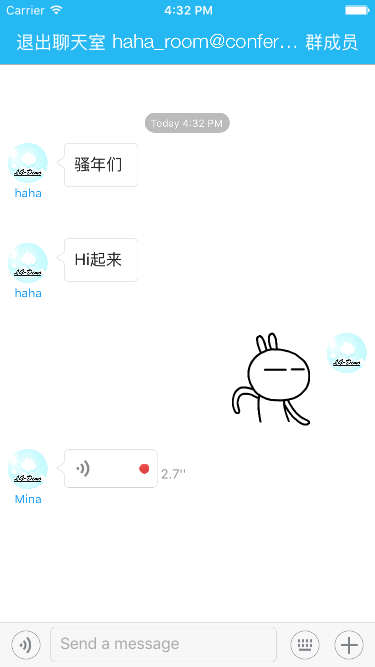 Carrier 4:32 PM
退出聊天室 haha_room@confer... 群成员
Today 4:32 PM
骚年们
LG-Demo
haha
Hi起来
LG-Demo
haha
LG-Demo
LG-Demo
2.7''
Mina
Send a message